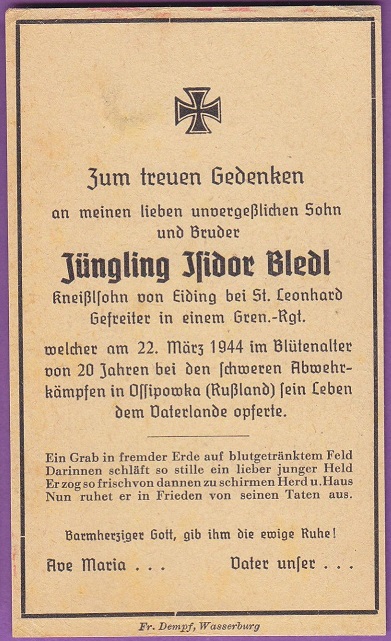 Zum treuen Gedenken
an meinen lieben unvergeßlichen Sohn
und Bruder
Jüngling Isidor Bledl
Kneißlsohn von Eiding bei St. Leonhard
Gefreiter in einem Gren.-Rgt.
welcher am 22. März 1944 im Blütenalter
von 20 Jahren bei den schweren Abwehr-
kämpfen in Ossipowka (Rußland) sein Leben
dem Vaterlande opferte.
Ein Grab in fremder Erde auf blutgetränktem Feld
Darinnen schläft so stille ein lieber junger Held
Er zog so frisch von dannen zu schirmen Herd u. Haus
Nun ruhet er in Frieden von seinen Taten aus.
Barmherziger Gott, gib ihm die ewige Ruhe!
Ave Maria . . . Vater unser . . .
Fr. Dempf, Wasserburg